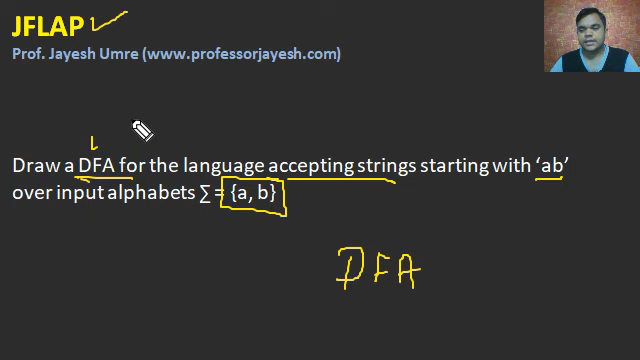 JFLAP
Prof. Jayesh Umre (www.professorjayesh.com)
Draw a DFA for the language accepting strings starting with ‘ab’
over input alphabets ∑ = {a, b}
DFA